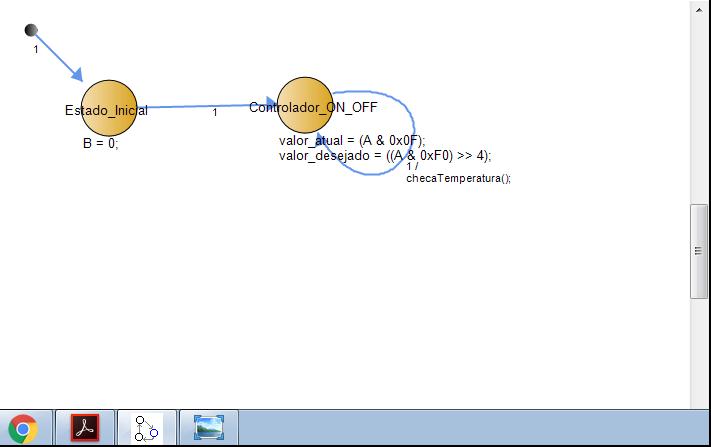 1
Estado_Inicial
B = 0;
1
Controlador_ON_OFF
valor_atual = (A & 0x0F);
valor_desejado = ((A & 0xF0) >> 4);
1 /
checaTemperatura();